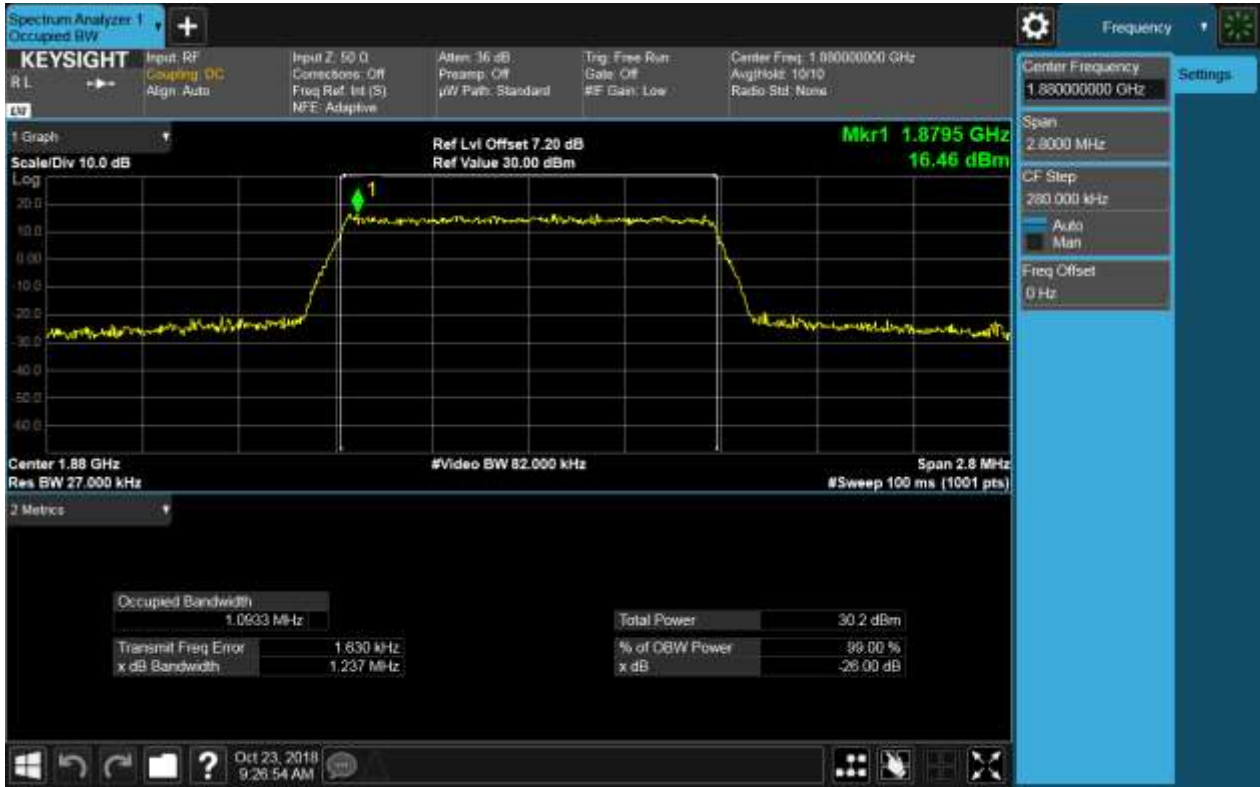 Spectrum Analyzer 1
Occupied BW
Frequency
KEYSIGHT
R L
Input: RF
Coupling: DC
Align: Auto
Input Z: 50 Ω
Corrections: Off
Freq Ref: Int (S)
NFE: Adaptive
Atten: 36 dB
Preamp: Off
µW Path: Standard
Trig: Free Run
Gate: Off
#IF Gain: Low
Center Freq: 1.880000000 GHz
Avg|Hold: 10/10
Radio Std: None
Center Frequency
1.880000000 GHz
Settings
Span
2.8000 MHz
CF Step
280.000 kHz
Auto
Man
Freq Offset
0 Hz
1 Graph
Scale/Div 10.0 dB
Ref Lvl Offset 7.20 dB
Ref Value 30.00 dBm
Mkr1 1.8795 GHz
16.46 dBm
Log
20.0
10.0
0.00
-10.0
-20.0
-30.0
-40.0
-50.0
-60.0
1
Center 1.88 GHz
Res BW 27.000 kHz
#Video BW 82.000 kHz
Span 2.8 MHz
#Sweep 100 ms (1001 pts)
2 Metrics
Occupied Bandwidth
1.0933 MHz
Total Power 30.2 dBm
Transmit Freq Error 1.630 kHz
% of OBW Power 99.00 %
x dB Bandwidth 1.237 MHz
x dB -26.00 dB
?
Oct 23, 2018
9:26:54 AM